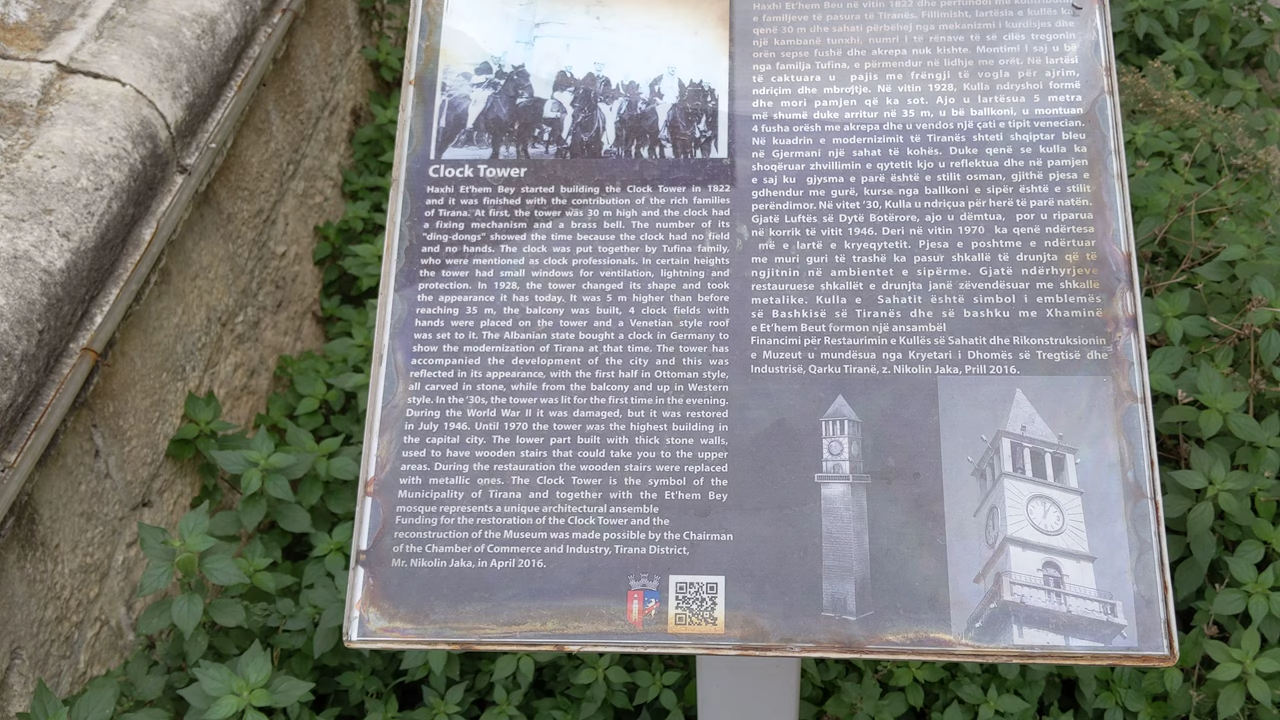 Clock Tower
Haxhi Et'hem Bey started building the Clock Tower in 1822
and it was finished with the contribution of the rich families
of Tirana. At first, the tower was 30 m high and the clock had
a fixing mechanism and a brass bell. The number of its
"ding-dongs" showed the time because the clock had no field
and no hands. The clock was put together by Tufina family,
who were mentioned as clock professionals. In certain heights
the tower had small windows for ventilation, lightning and
protection. In 1928, the tower changed its shape and took
the appearance it has today. It was 5 m higher than before
reaching 35 m, the balcony was built, 4 clock fields with
hands were placed on the tower and a Venetian style roof
was set to it. The Albanian state bought a clock in Germany to
show the modernization of Tirana at that time. The tower has
accompanied the development of the city and this was
reflected in its appearance, with the first half in Ottoman style,
all carved in stone, while from the balcony and up in Western
style. In the '30s, the tower was lit for the first time in the evening.
During the World War II it was damaged, but it was restored
in July 1946. Until 1970 the tower was the highest building in
the capital city. The lower part built with thick stone walls,
used to have wooden stairs that could take you to the upper
areas. During the restoration the wooden stairs were replaced
with metallic ones. The Clock Tower is the symbol of the
Municipality of Tirana and together with the Et'hem Bey
mosque represents a unique architectural ansemble
Funding for the restoration of the Clock Tower and the
reconstruction of the Museum was made possible by the Chairman
of the Chamber of Commerce and Industry, Tirana District,
Mr. Nikolin Jaka, in April 2016.
Haxhi Et'hem Beu në vitin 1822 dhe përfundoi me
e familjeve të pasura të Tiranës. Fillimisht, lartësia e kullës ka
qenë 30 m dhe sahati përbëhej nga mekanizmi i kurdisjes dhe
një kambanë tunxhi, numri i të rënave të së cilës tregonin
orën sepse fushë dhe akrepa nuk kishte. Montimi i saj u bë
nga familja Tufina, e përmendur në lidhje me orët. Në lartësi
të caktuara u pajis me frëngji të vogla për ajrim,
ndriçim dhe mbrojtje. Në vitin 1928, Kulla ndryshoi formë
dhe mori pamjen që ka sot. Ajo u lartësua 5 metra
më shumë duke arritur në 35 m, u bë ballkoni, u montuan
4 fusha orësh me akrepa dhe u vendos një çati e tipit venecian.
Në kuadrin e modernizimit të Tiranës shteti shqiptar bleu
në Gjermani një sahat të kohës. Duke qenë se kulla ka
shoqëruar zhvillimin e qytetit kjo u reflektua dhe në pamjen
e saj ku gjysma e parë është e stilit osman, gjithë pjesa e
gdhendur me gurë, kurse nga ballkoni e sipër është e stilit
perëndimor. Në vitet '30, Kulla u ndriçua për herë të parë natën.
Gjatë Luftës së Dytë Botërore, ajo u dëmtua, por u riparua
në korrik të vitit 1946. Deri në vitin 1970 ka qenë ndërtesa
më e lartë e kryeqytetit. Pjesa e poshtme e ndërtuar
me muri guri të trashë ka pasur shkallë të drunjta që të
ngjitnin në ambientet e sipërme. Gjatë ndërhyrjeve
restauruese shkallët e drunjta janë zëvendësuar me shkallë
metalike. Kulla e Sahatit është simbol i emblemës
së Bashkisë së Tiranës dhe së bashku me Xhaminë
e Et'hem Beut formon një ansambël
Financimi për Restaurimin e Kullës së Sahatit dhe Rikonstruksionin
e Muzeut u mundësua nga Kryetari i Dhomës së Tregtisë dhe
Industrisë, Qarku Tiranë, z. Nikolin Jaka, Prill 2016.